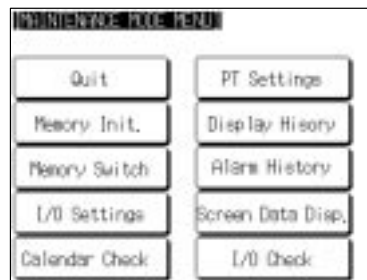 [MAINTENANCE MODE MENU]
Quit
PT Settings
Memory Init.
Display Hisory
Memory Switch
Alarm History
I/O Settings
Screen Data Disp.
Calendar Check
I/O Check